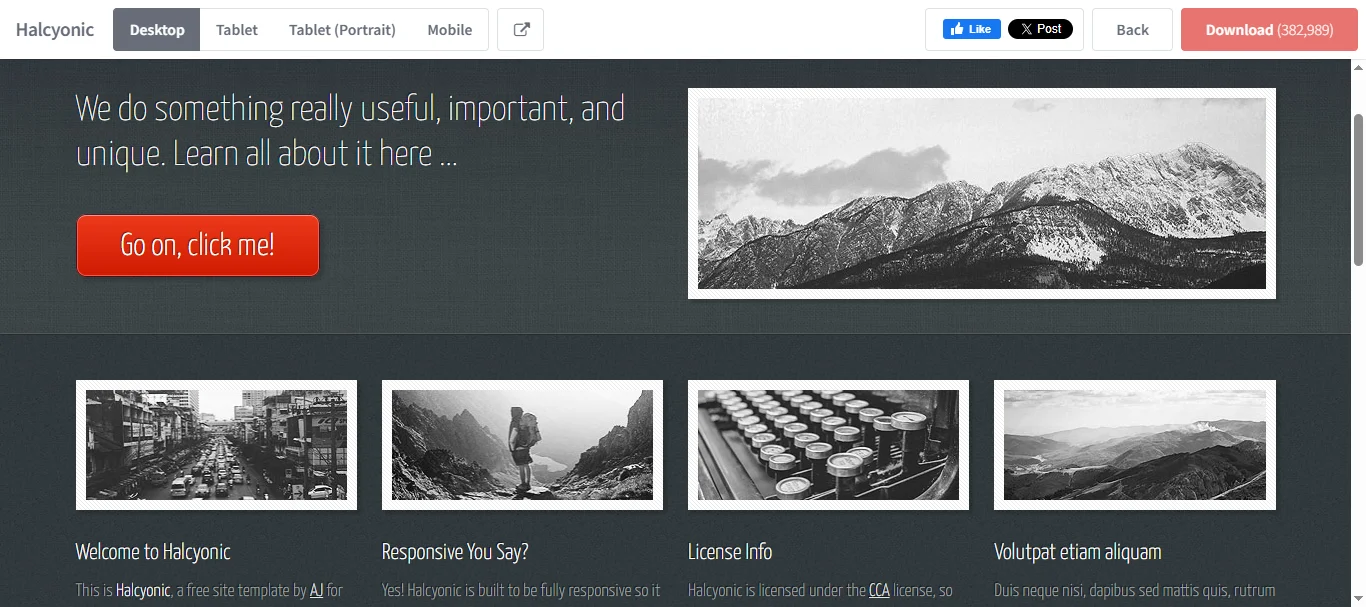 Halcyonic Desktop Tablet Tablet (Portrait) Mobile Like Post Back Download (382,989)
We do something really useful, important, and
unique. Learn all about it here ...
Go on, click me!
Welcome to Halcyonic
This is Halcyonic, a free site template by AJ for
Responsive You Say?
Yes! Halcyonic is built to be fully responsive so it
License Info
Halcyonic is licensed under the CCA license, so
Volutpat etiam aliquam
Duis neque nisi, dapibus sed mattis quis, rutrum